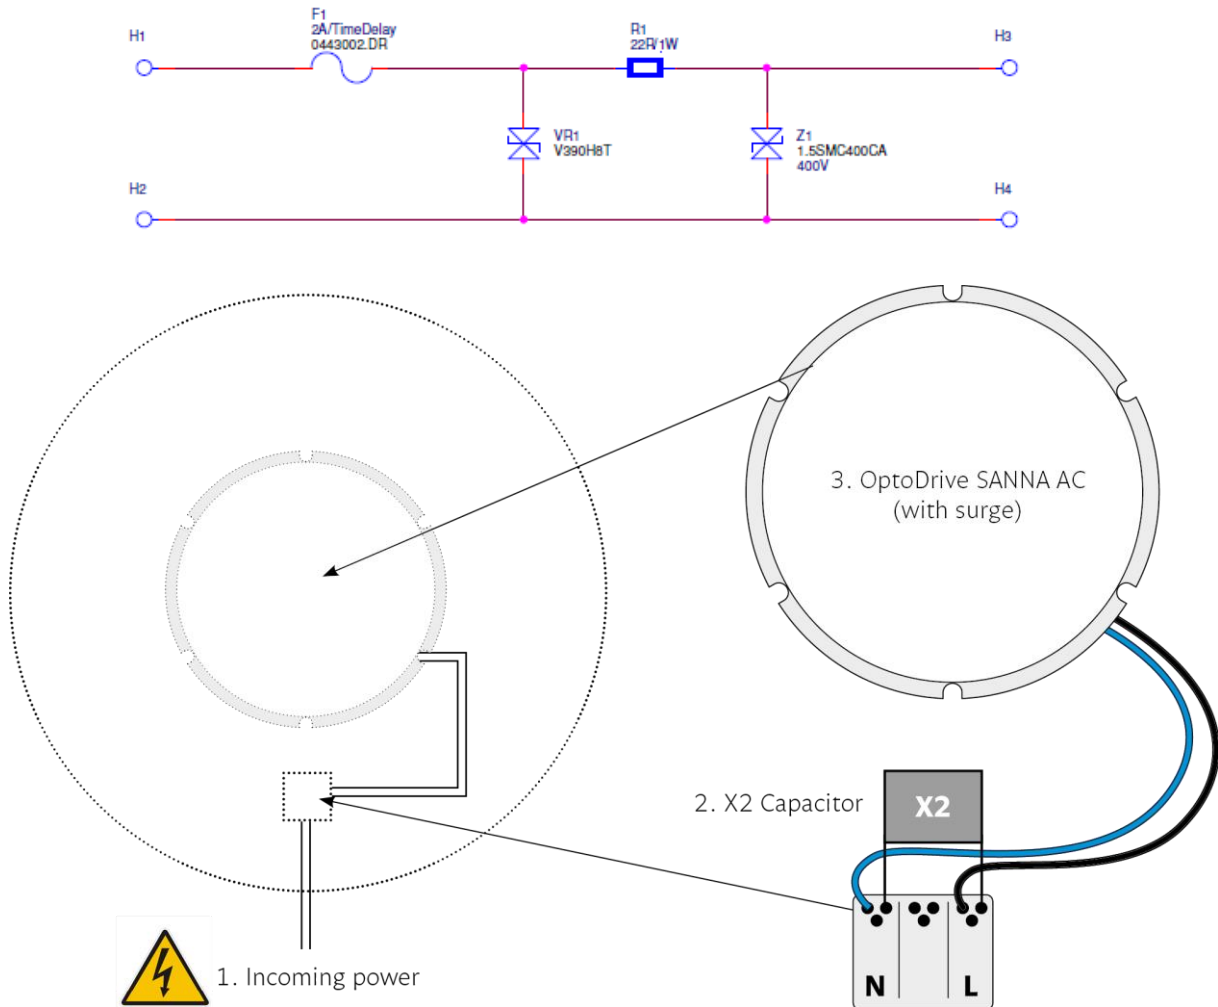 F1
2A/TimeDelay
0443002.DR
H1
R1
22R/1W
H3
VR1
V390H8T
Z1
1.5SMC400CA
400V
H2
H4
3. OptoDrive SANNA AC
(with surge)
2. X2 Capacitor
X2
1. Incoming power
N
L